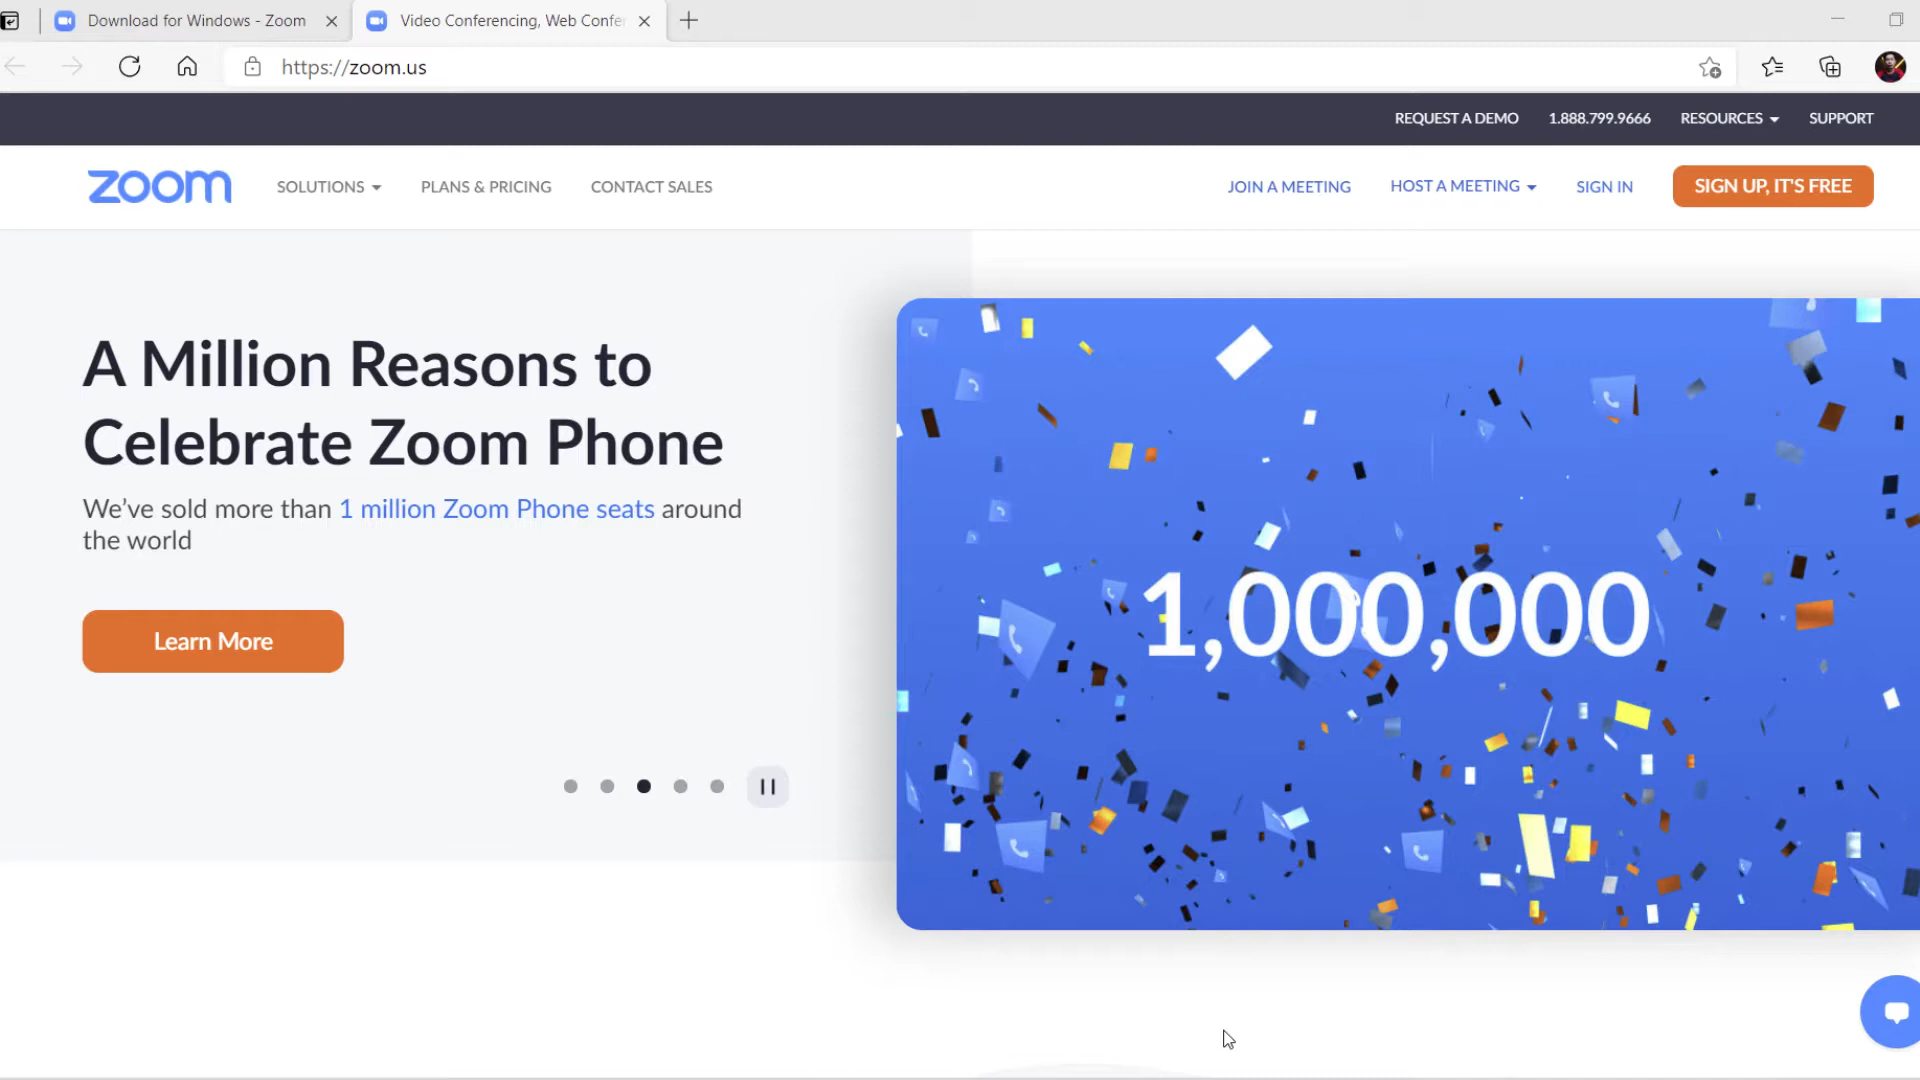 Download for Windows - Zoom
Video Conferencing, Web Confer
https://zoom.us
REQUEST A DEMO 1.888.799.9666 RESOURCES SUPPORT
zoom SOLUTIONS PLANS & PRICING CONTACT SALES JOIN A MEETING HOST A MEETING SIGN IN SIGN UP, IT'S FREE
A Million Reasons to
Celebrate Zoom Phone
We’ve sold more than 1 million Zoom Phone seats around
the world
Learn More
1,000,000